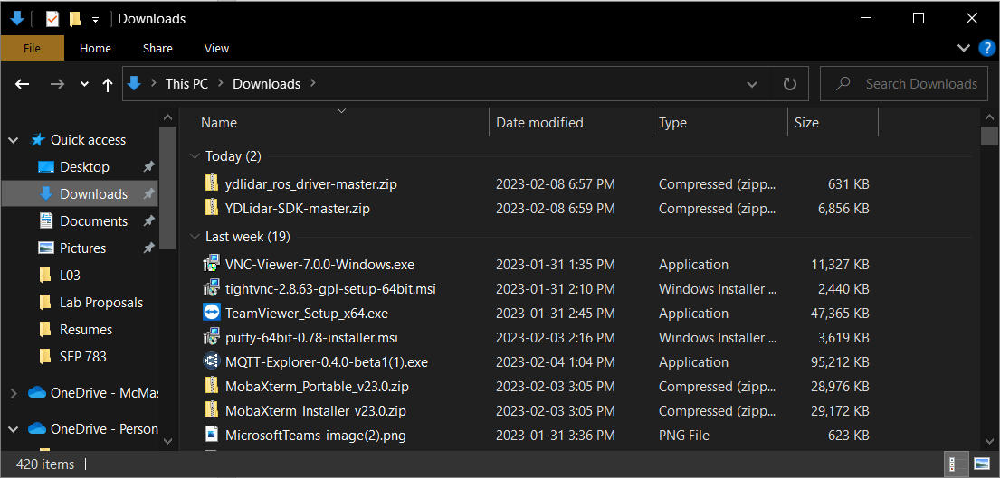 Downloads
File Home Share View ?
This PC Downloads Search Downloads
Name Date modified Type Size
Quick access
Desktop
Downloads
Documents
Pictures
L03
Lab Proposals
Resumes
SEP 783
OneDrive - McMas
OneDrive - Person
Today (2)
ydlidar_ros_driver-master.zip 2023-02-08 6:57 PM Compressed (zipp... 631 KB
YDLidar-SDK-master.zip 2023-02-08 6:59 PM Compressed (zipp... 6,856 KB
Last week (19)
VNC-Viewer-7.0.0-Windows.exe 2023-01-31 1:35 PM Application 11,327 KB
tightvnc-2.8.63-gpl-setup-64bit.msi 2023-01-31 2:10 PM Windows Installer ... 2,440 KB
TeamViewer_Setup_x64.exe 2023-01-31 2:45 PM Application 47,365 KB
putty-64bit-0.78-installer.msi 2023-02-03 2:16 PM Windows Installer ... 3,619 KB
MQTT-Explorer-0.4.0-beta1(1).exe 2023-02-04 1:04 PM Application 95,212 KB
MobaXterm_Portable_v23.0.zip 2023-02-03 3:05 PM Compressed (zipp... 28,976 KB
MobaXterm_Installer_v23.0.zip 2023-02-03 3:05 PM Compressed (zipp... 29,172 KB
MicrosoftTeams-image(2).png 2023-01-31 3:36 PM PNG File 623 KB
420 items